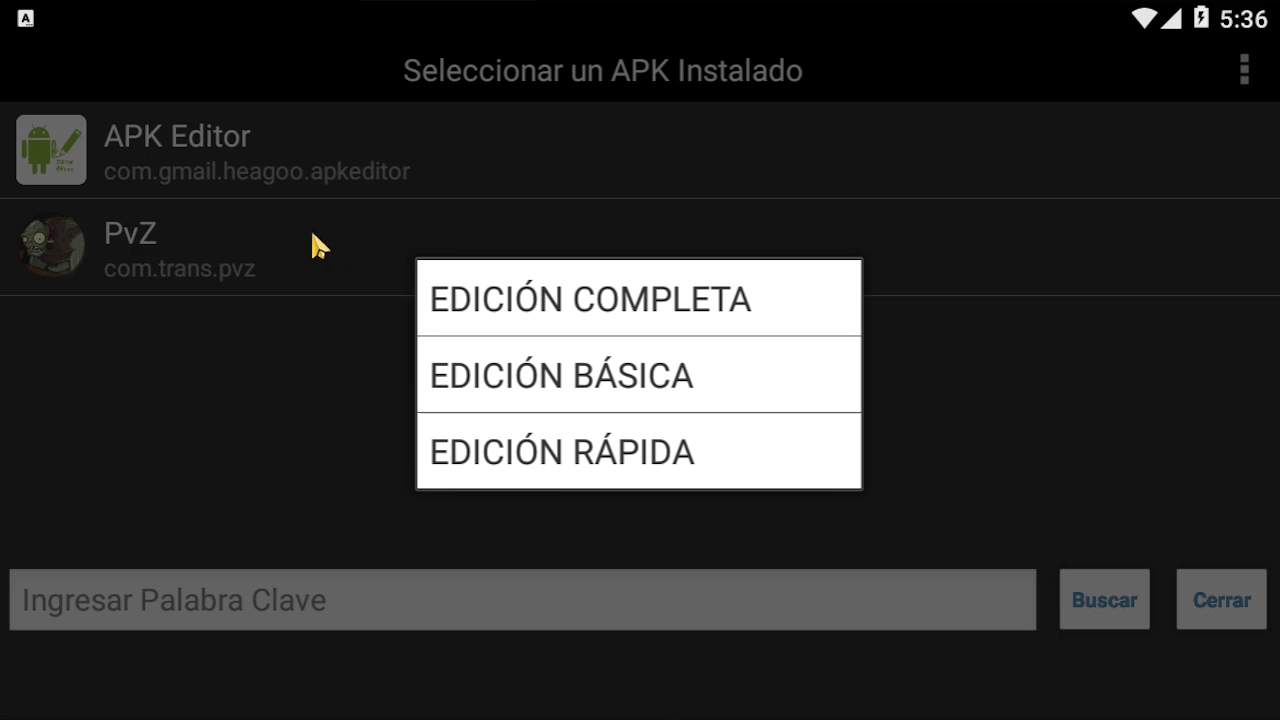 5:36
Seleccionar un APK Instalado
APK Editor
com.gmail.heagoo.apkeditor
PvZ
com.trans.pvz
EDICIÓN COMPLETA
EDICIÓN BÁSICA
EDICIÓN RÁPIDA
Ingresar Palabra Clave
Buscar
Cerrar